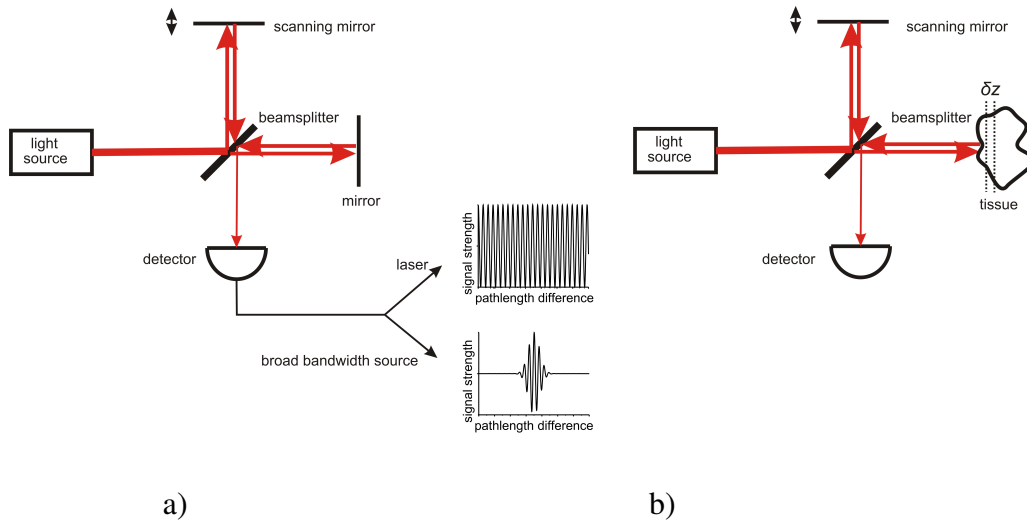 scanning mirror
beamsplitter
light
source
mirror
detector
laser
signal strength
pathlength difference
broad bandwidth source
signal strength
pathlength difference
a)
scanning mirror
δz
beamsplitter
light
source
tissue
detector
b)